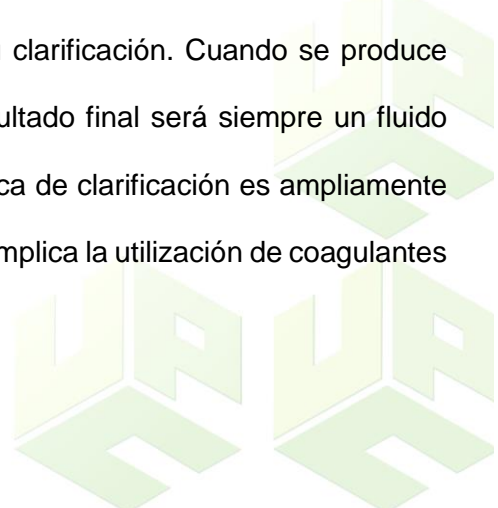 clarificación. Cuando se produce
ultado final será siempre un fluido
ca de clarificación es ampliamente
mplica la utilización de coagulantes